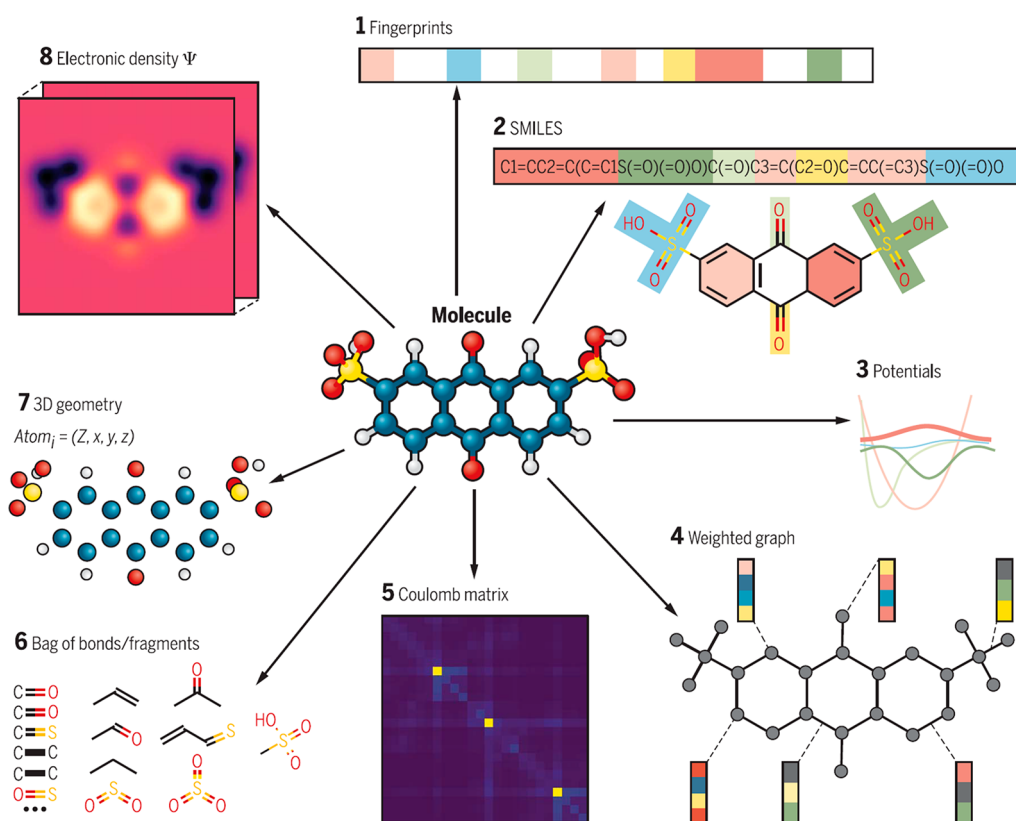 8 Electronic density Ψ
1 Fingerprints
2 SMILES
C1=CC2=C(C=C1S(=O)(=O)O)C(=O)C3=C(C2=O)C=CC(=C3)S(=O)(=O)O
O
O
HO
S
O
O
O
S
OH
O
O
Molecule
3 Potentials
7 3D geometry
Atomi = (Z, x, y, z)
4 Weighted graph
5 Coulomb matrix
6 Bag of bonds/fragments
C=O
C=O
C=S
C C
C C
O=S
•••
O
O
S
HO
O
S
O
O
S
O
O
S
O
O